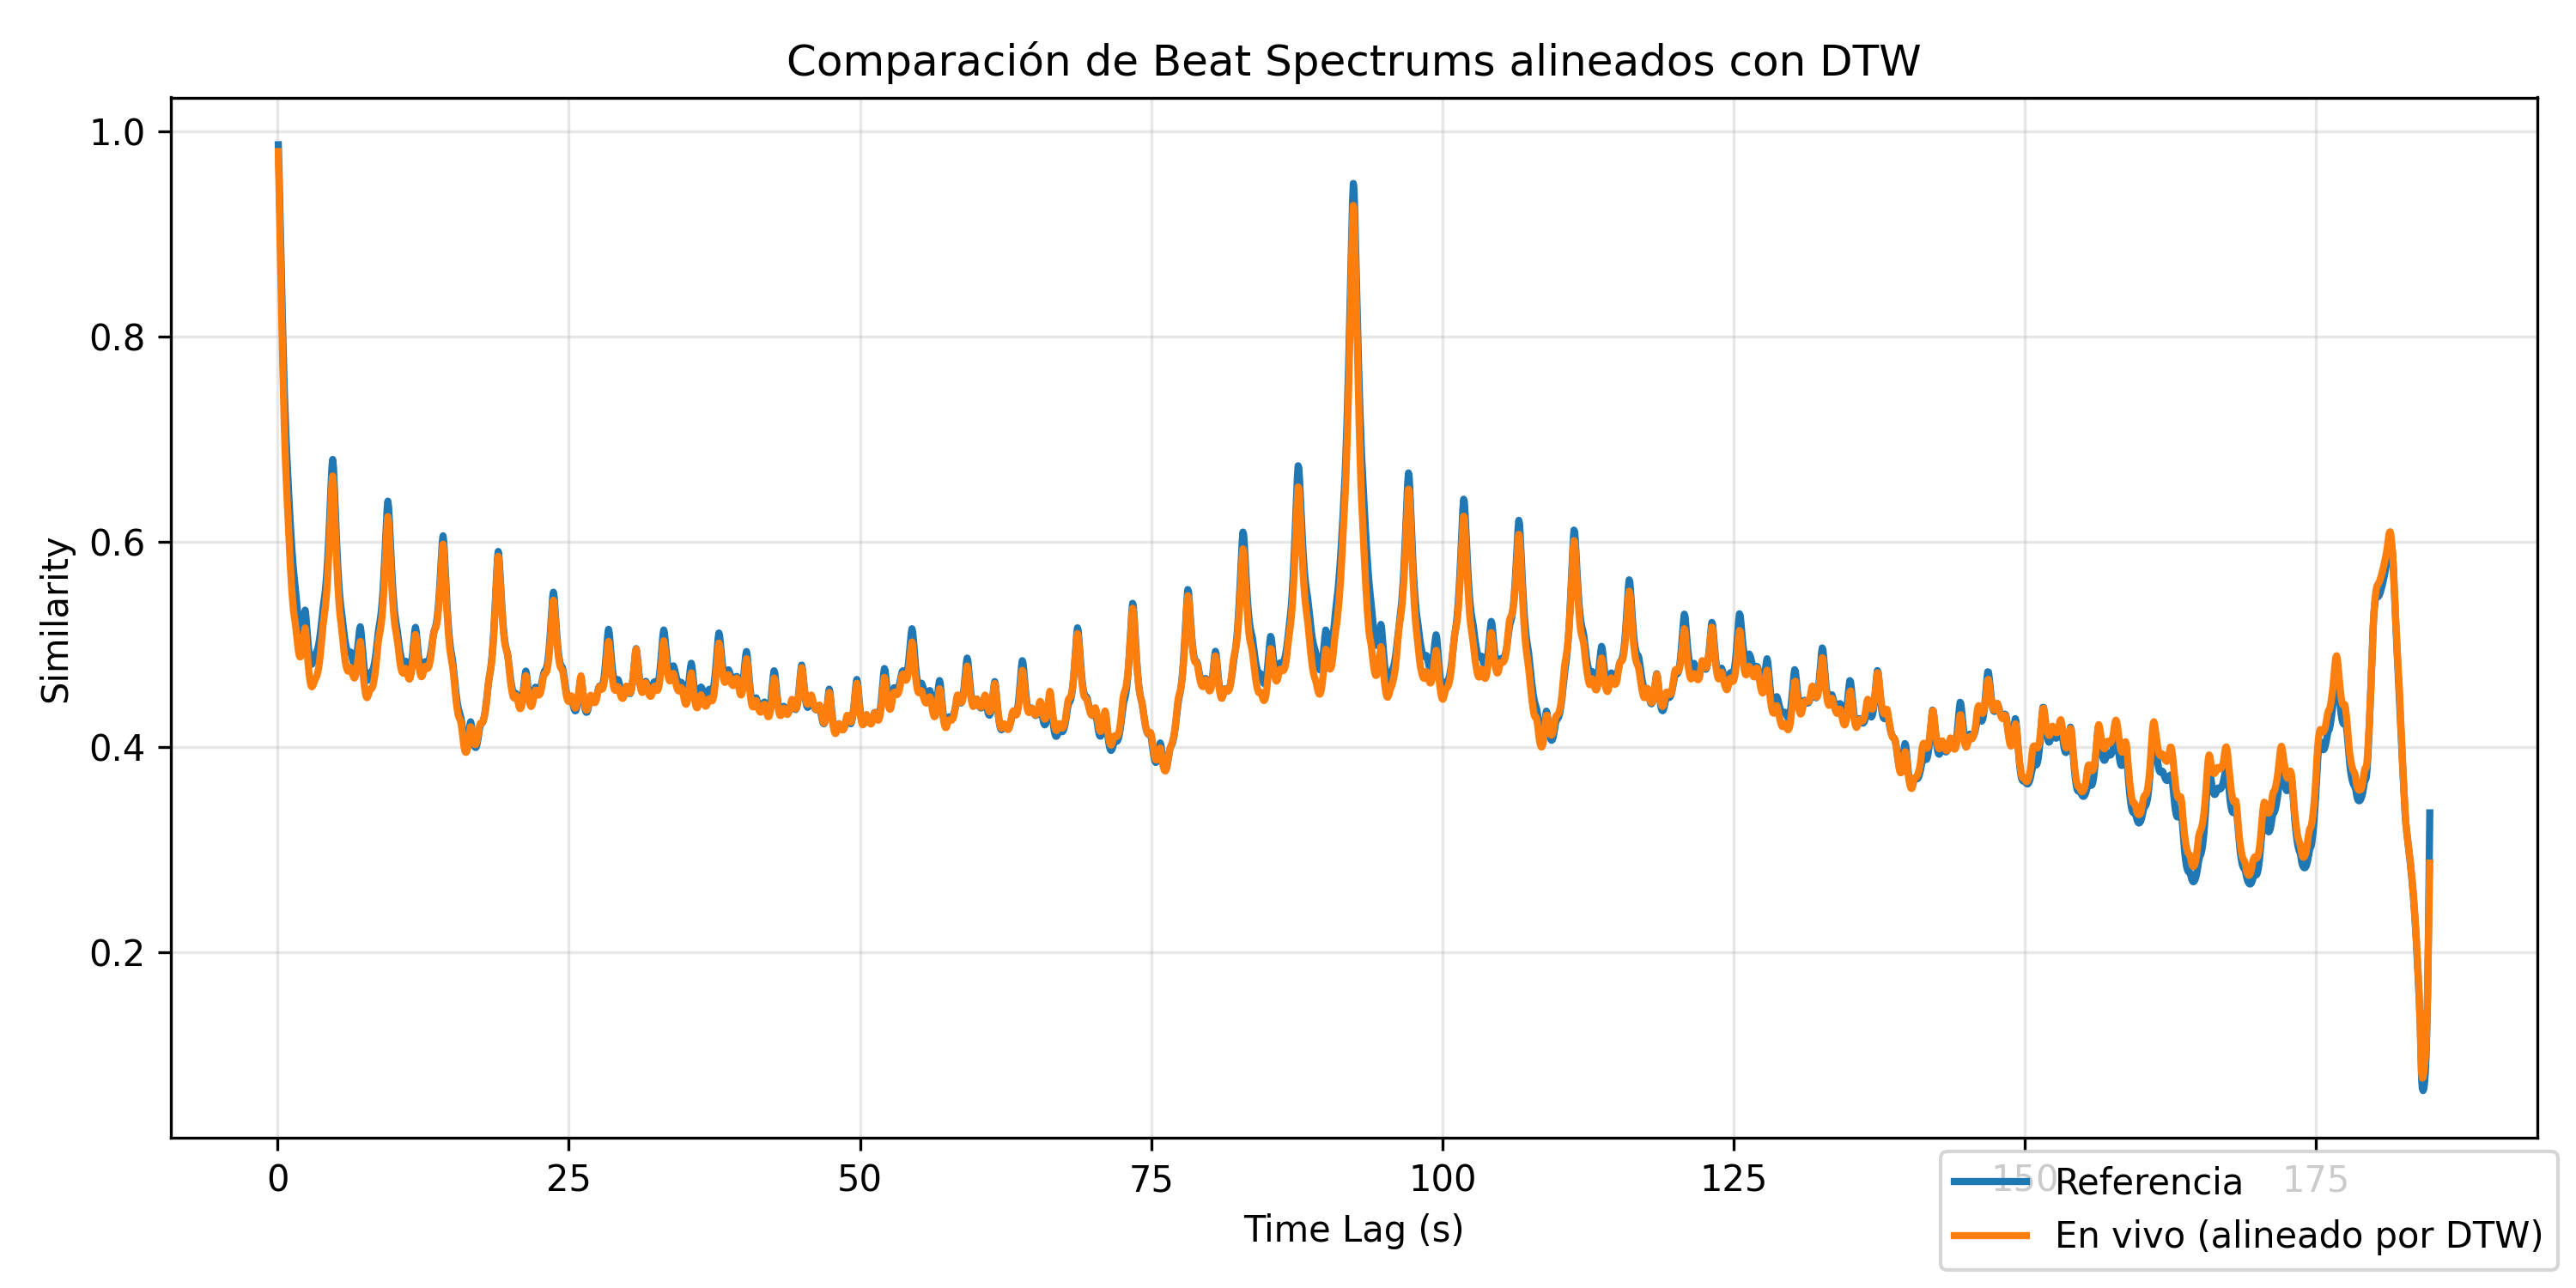 Comparación de Beat Spectrums alineados con DTW
Similarity
1.0
0.8
0.6
0.4
0.2
0 25 50 75 100 125 150 175
Time Lag (s)
Referencia
En vivo (alineado por DTW)